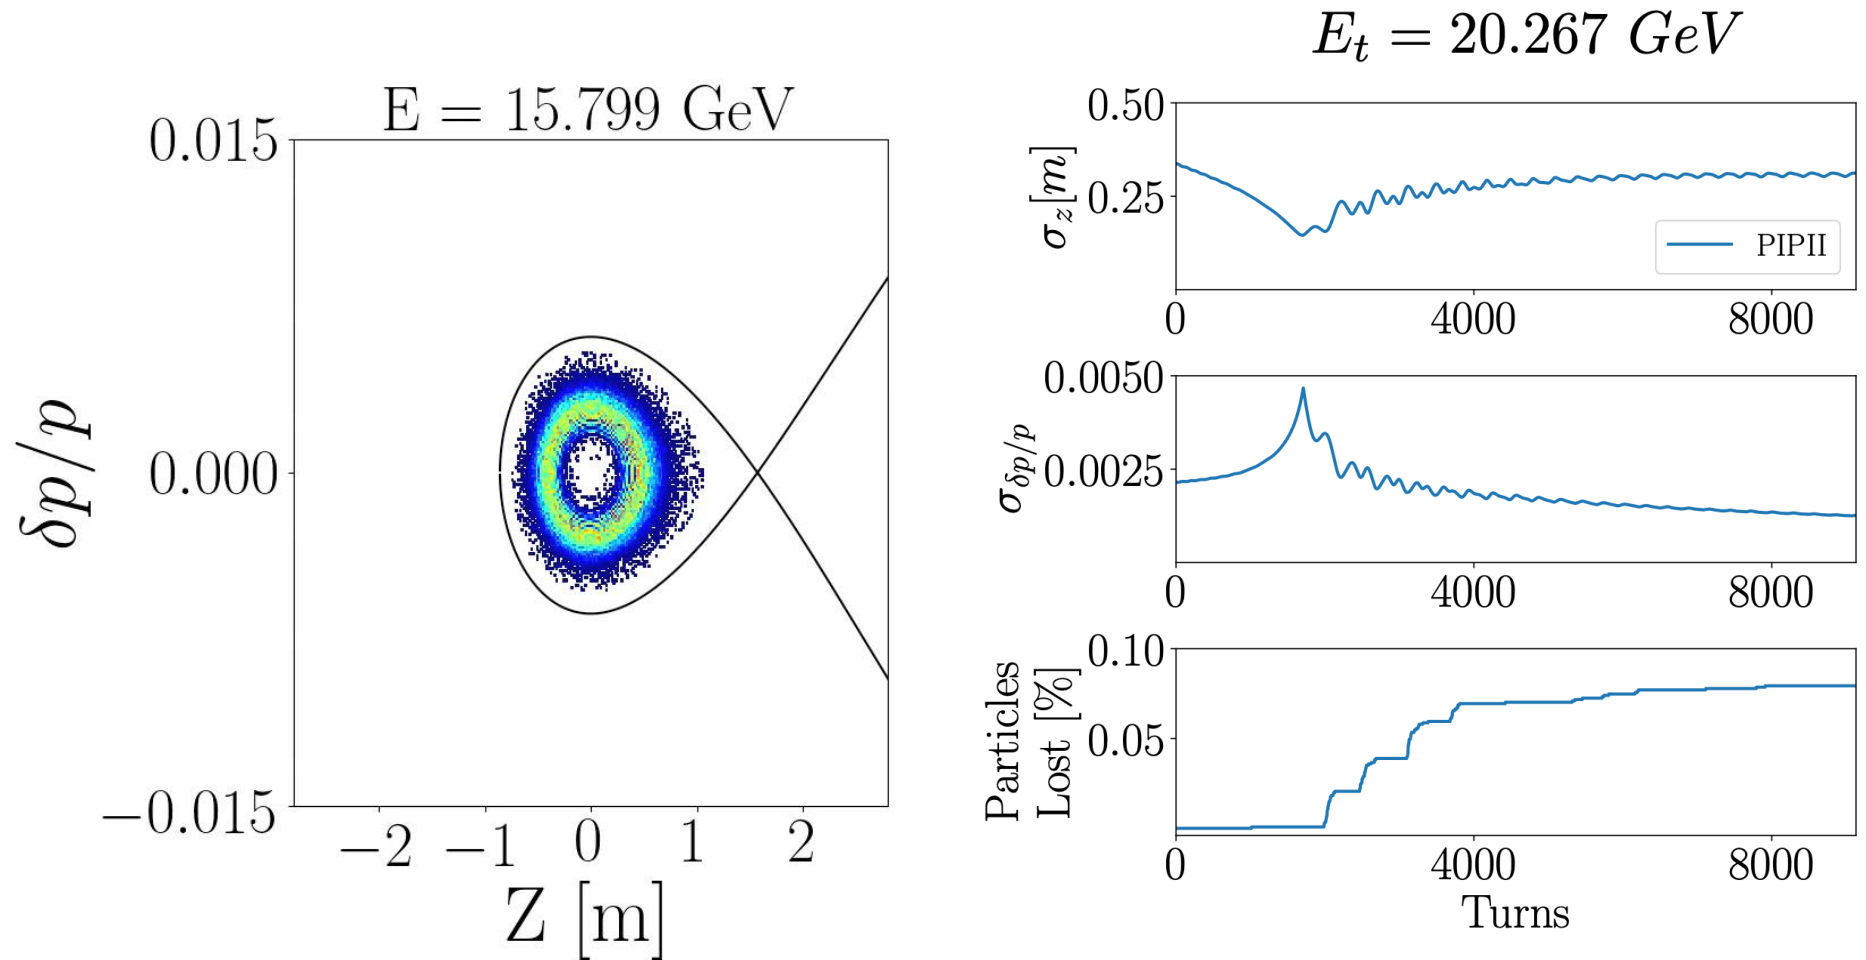 E = 15.799 GeV
0.015
0.000
−0.015
δp/p
−2 −1 0 1 2
Z [m]
E_t = 20.267 GeV
0.50
0.25
σ_z[m]
PIPII
0 4000 8000
0.0050
0.0025
σ_δp/p
0 4000 8000
0.10
0.05
Particles
Lost [%]
0 4000 8000
Turns